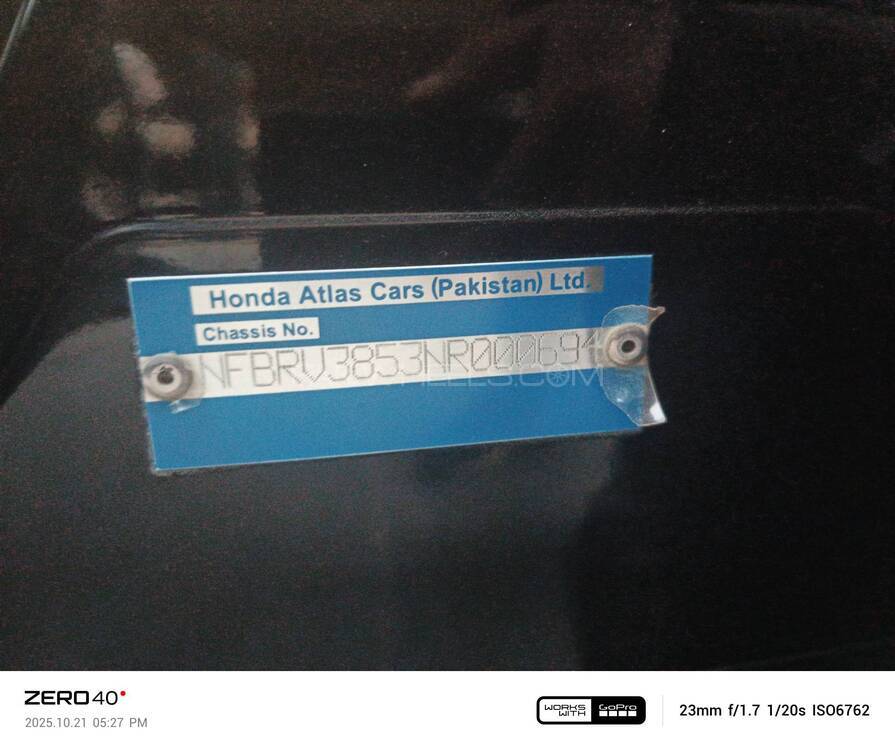 Honda Atlas Cars (Pakistan) Ltd.
Chassis No.
NFBRV3853NR000694
ZERO40
2025.10.21 05:27 PM
WORKS WITH
GoPro
23mm f/1.7 1/20s ISO6762